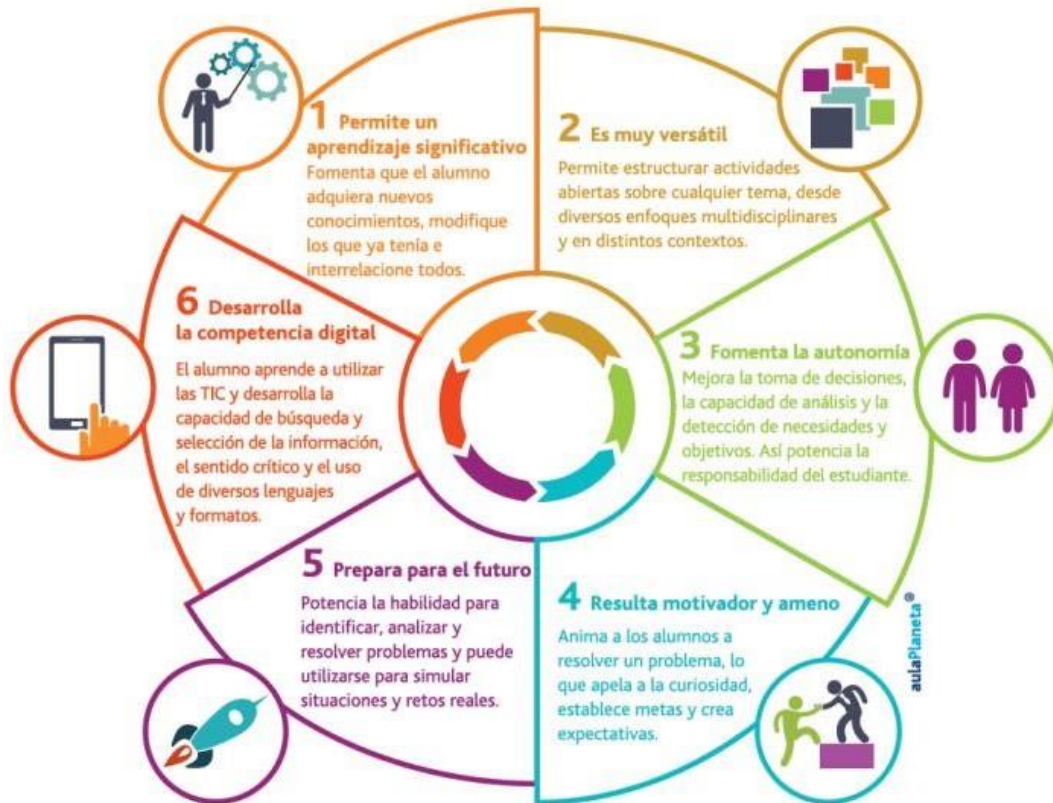 1 Permite un
aprendizaje significativo
Fomenta que el alumno
adquiera nuevos
conocimientos, modifique
los que ya tenía e
interrelacione todos.
2 Es muy versátil
Permite estructurar actividades
abiertas sobre cualquier tema, desde
diversos enfoques multidisciplinares
y en distintos contextos.
3 Fomenta la autonomía
Mejora la toma de decisiones,
la capacidad de análisis y la
detección de necesidades y
objetivos. Así potencia la
responsabilidad del estudiante.
4 Resulta motivador y ameno
Anima a los alumnos a
resolver un problema, lo
que apela a la curiosidad,
establece metas y crea
expectativas.
5 Prepara para el futuro
Potencia la habilidad para
identificar, analizar y
resolver problemas y puede
utilizarse para simular
situaciones y retos reales.
6 Desarrolla
la competencia digital
El alumno aprende a utilizar
las TIC y desarrolla la
capacidad de búsqueda y
selección de la información,
el sentido crítico y el uso
de diversos lenguajes
y formatos.
aulaPlaneta®